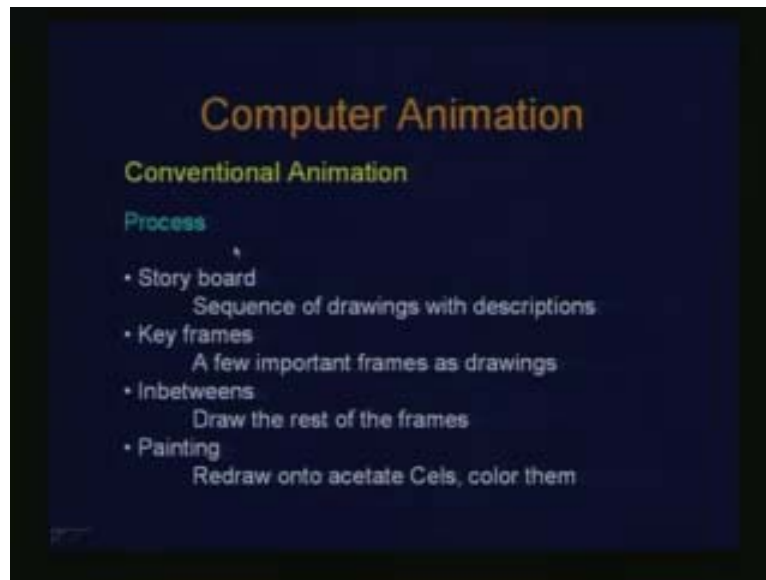 Computer Animation
Conventional Animation
Process
• Story board
Sequence of drawings with descriptions
• Key frames
A few important frames as drawings
• Inbetweens
Draw the rest of the frames
• Painting
Redraw onto acetate Cels, color them